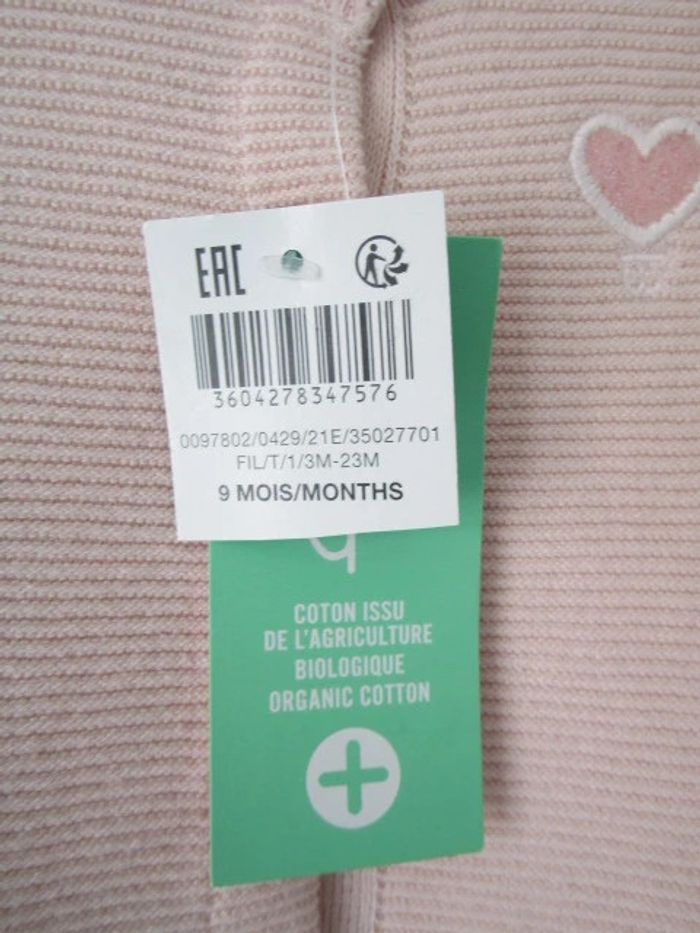 EAC
3604278347576
0097802/0429/21E/35027701
FIL/T/1/3M-23M
9 MOIS/MONTHS
COTON ISSU
DE L'AGRICULTURE
BIOLOGIQUE
ORGANIC COTTON